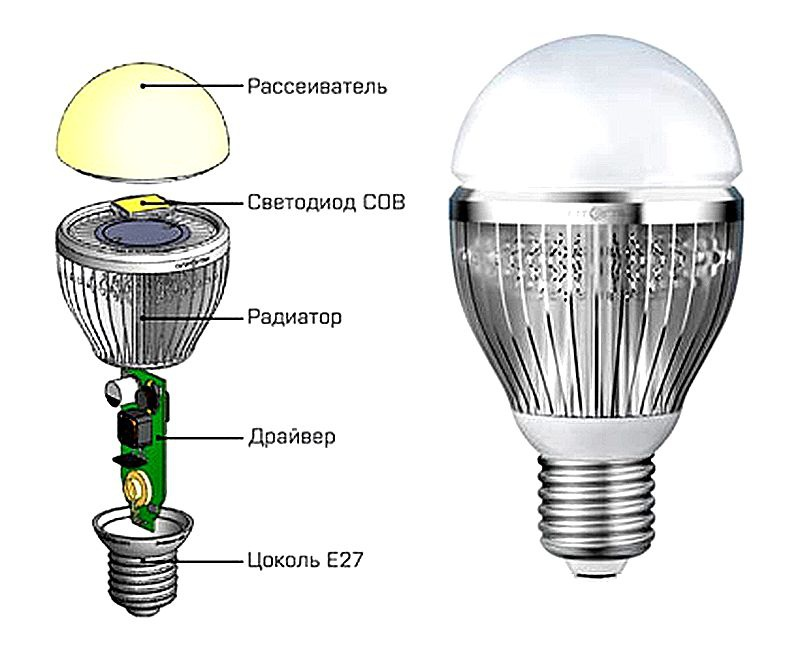 Рассеиватель
Светодиод COB
Радиатор
Драйвер
Цоколь E27